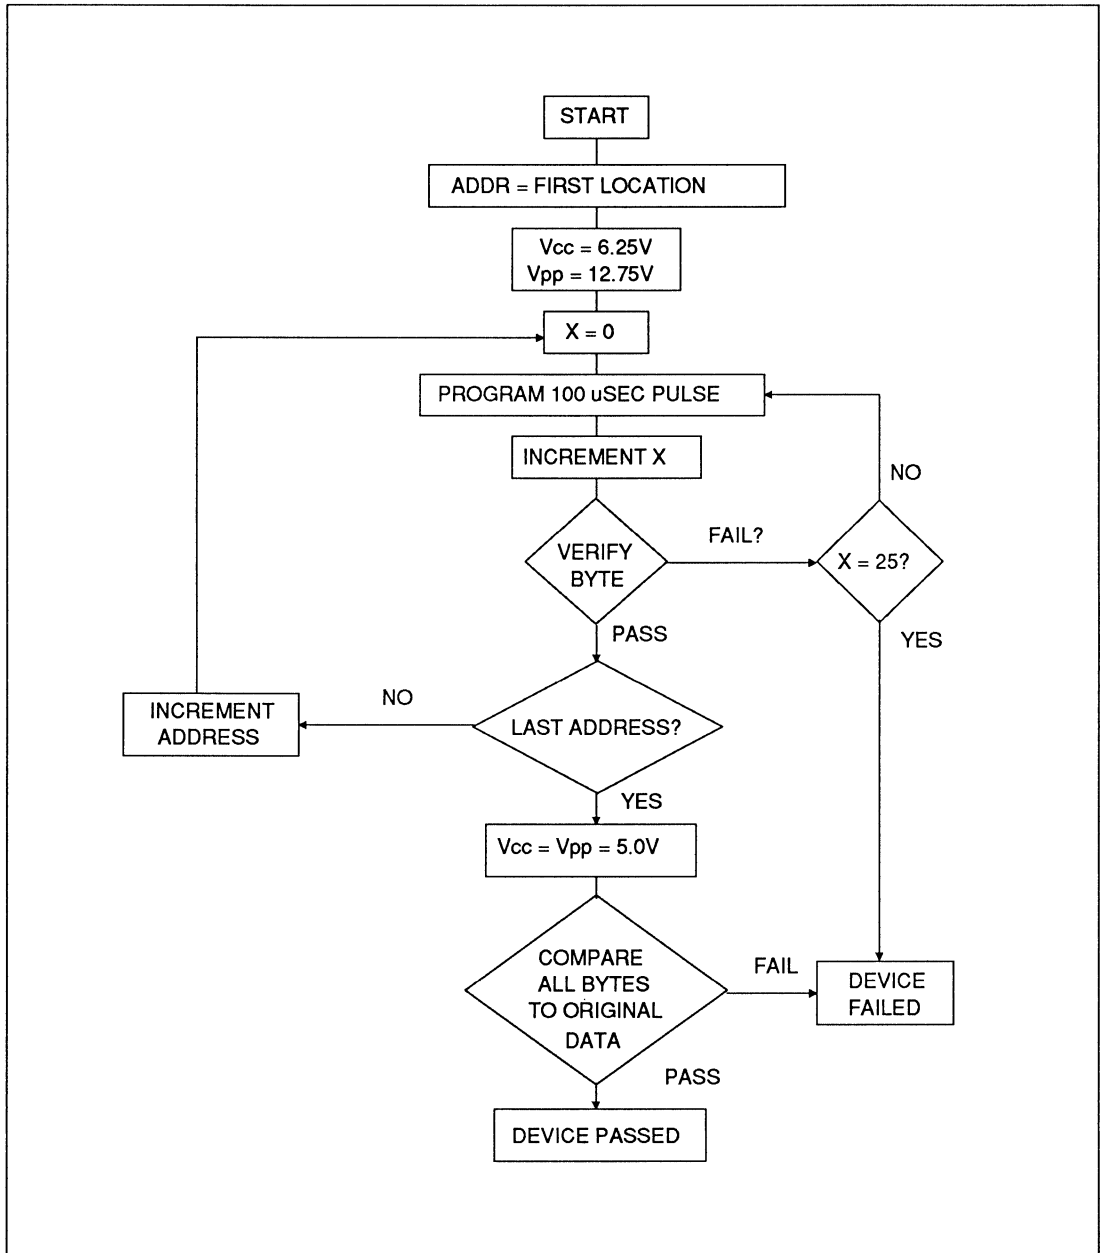 START
ADDR = FIRST LOCATION
Vcc = 6.25V
Vpp = 12.75V
X = 0
PROGRAM 100 uSEC PULSE
INCREMENT X
NO
FAIL?
VERIFY
BYTE
X = 25?
PASS
YES
NO
INCREMENT
ADDRESS
LAST ADDRESS?
YES
Vcc = Vpp = 5.0V
COMPARE
ALL BYTES
TO ORIGINAL
DATA
FAIL
DEVICE
FAILED
PASS
DEVICE PASSED